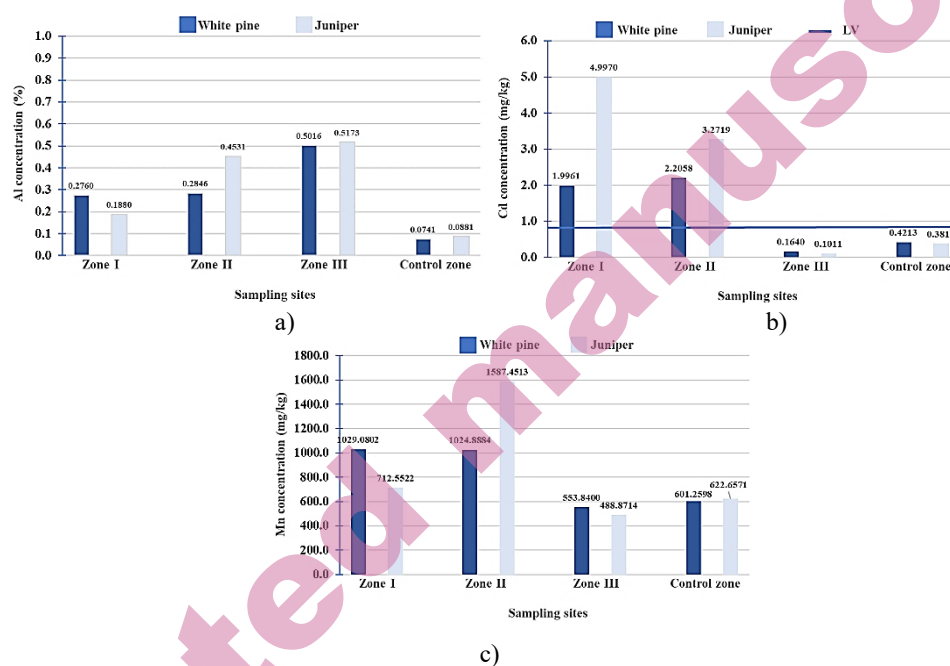 White pine Juniper
Al concentration (%)
1.0
0.9
0.8
0.7
0.6
0.5
0.4
0.3
0.2
0.1
0.0
0.2760 0.1880 0.2846 0.4531 0.5016 0.5173 0.0741 0.0881
Zone I Zone II Zone III Control zone
Sampling sites
a)
White pine Juniper LV
Cd concentration (mg/kg)
6.0
5.0
4.0
3.0
2.0
1.0
0.0
1.9961 4.9970 2.2058 3.2719 0.1640 0.1011 0.4213 0.381
Zone I Zone II Zone III Control zone
Sampling sites
b)
White pine Juniper
Mn concentration (mg/kg)
1800.0
1600.0
1400.0
1200.0
1000.0
800.0
600.0
400.0
200.0
0.0
1029.0802 712.5522 1024.8884 1587.4513 553.8400 488.8714 601.2598 622.6571
Zone I Zone II Zone III Control zone
Sampling sites
c)
ted manusc